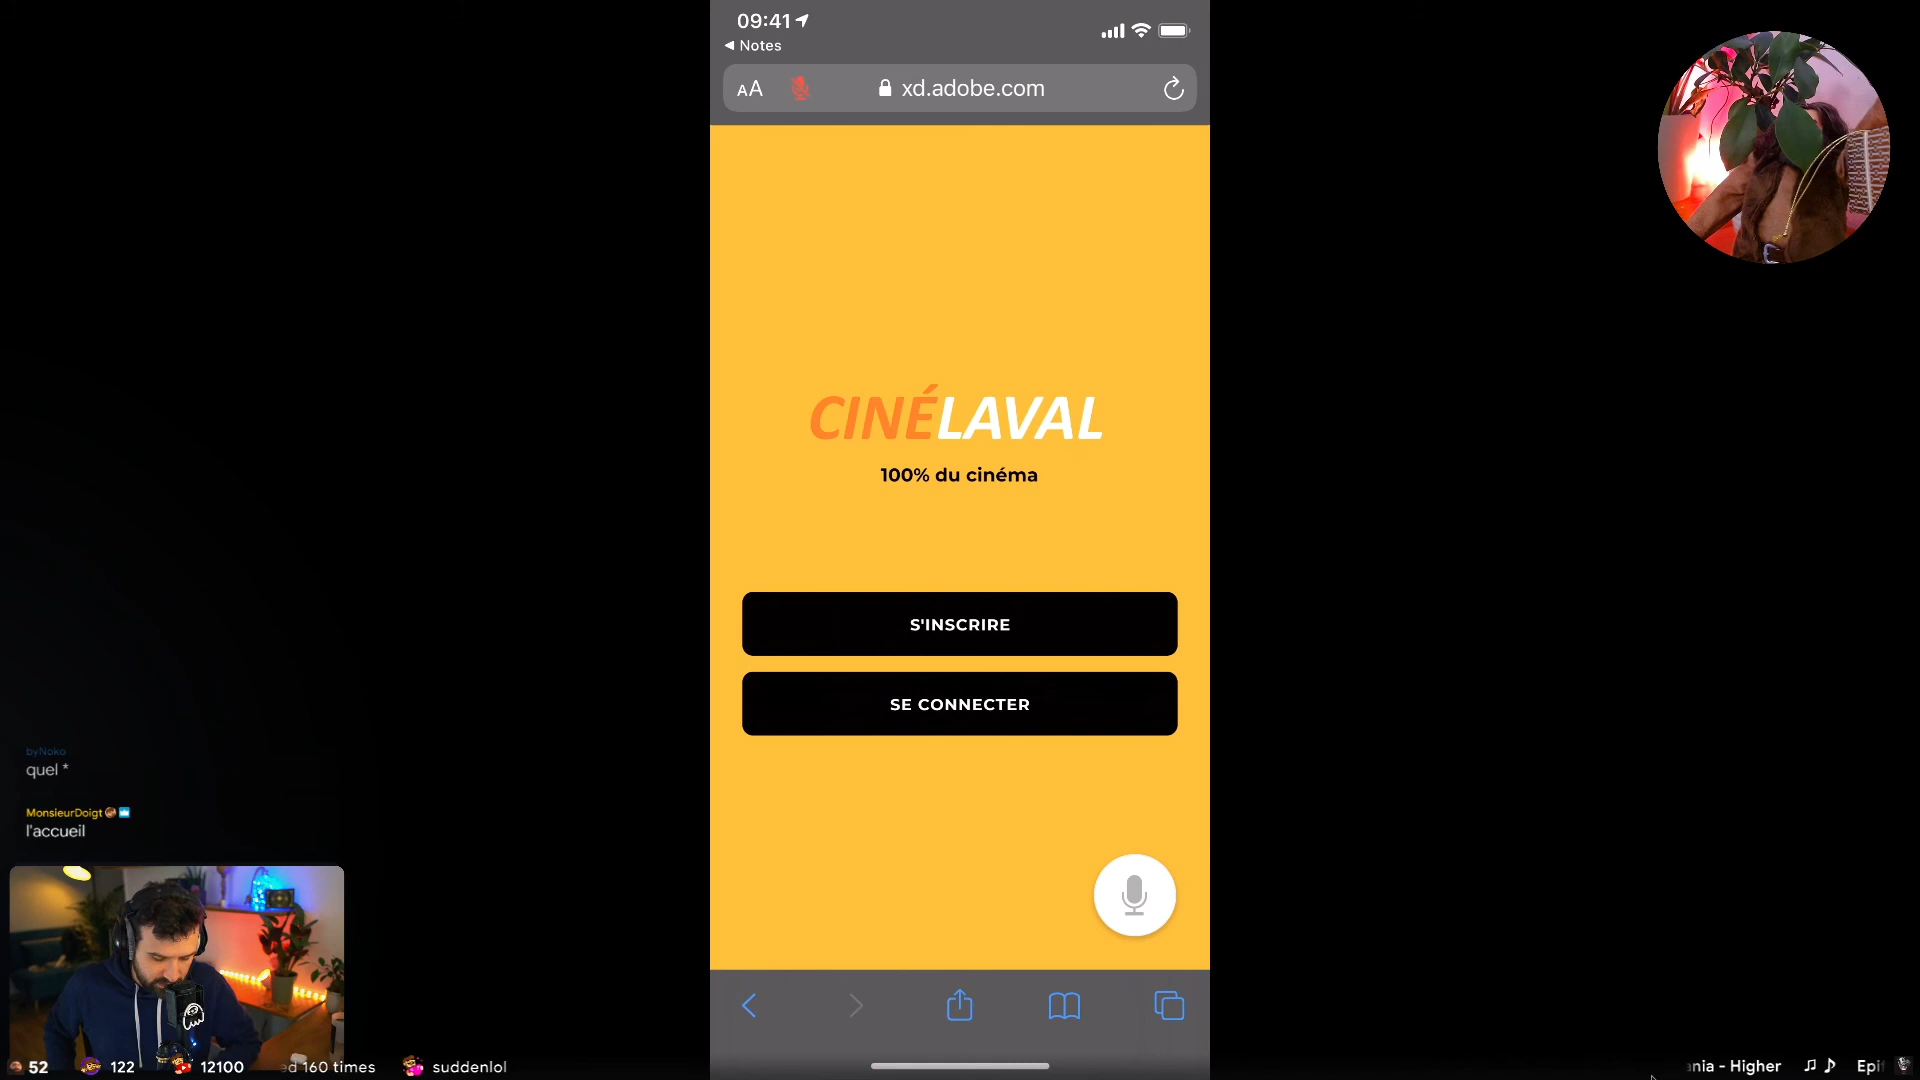 09:41
◀ Notes
AA
xd.adobe.com
CINÉLAVAL
100% du cinéma
S'INSCRIRE
SE CONNECTER
byNoko
quel *
MonsieurDoigt
l'accueil
52
122
12100
160 times
suddenlol
- Higher